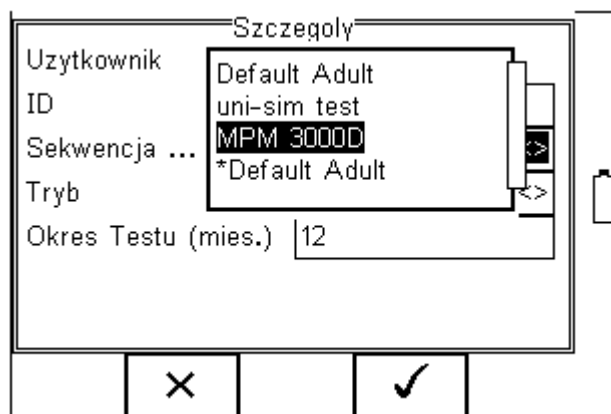 Szczegoly
Uzytkownik
ID
Sekwencja ...
Tryb
Okres Testu (mies.) 12
Default Adult
uni-sim test
MPM 3000D
*Default Adult
<>
<>